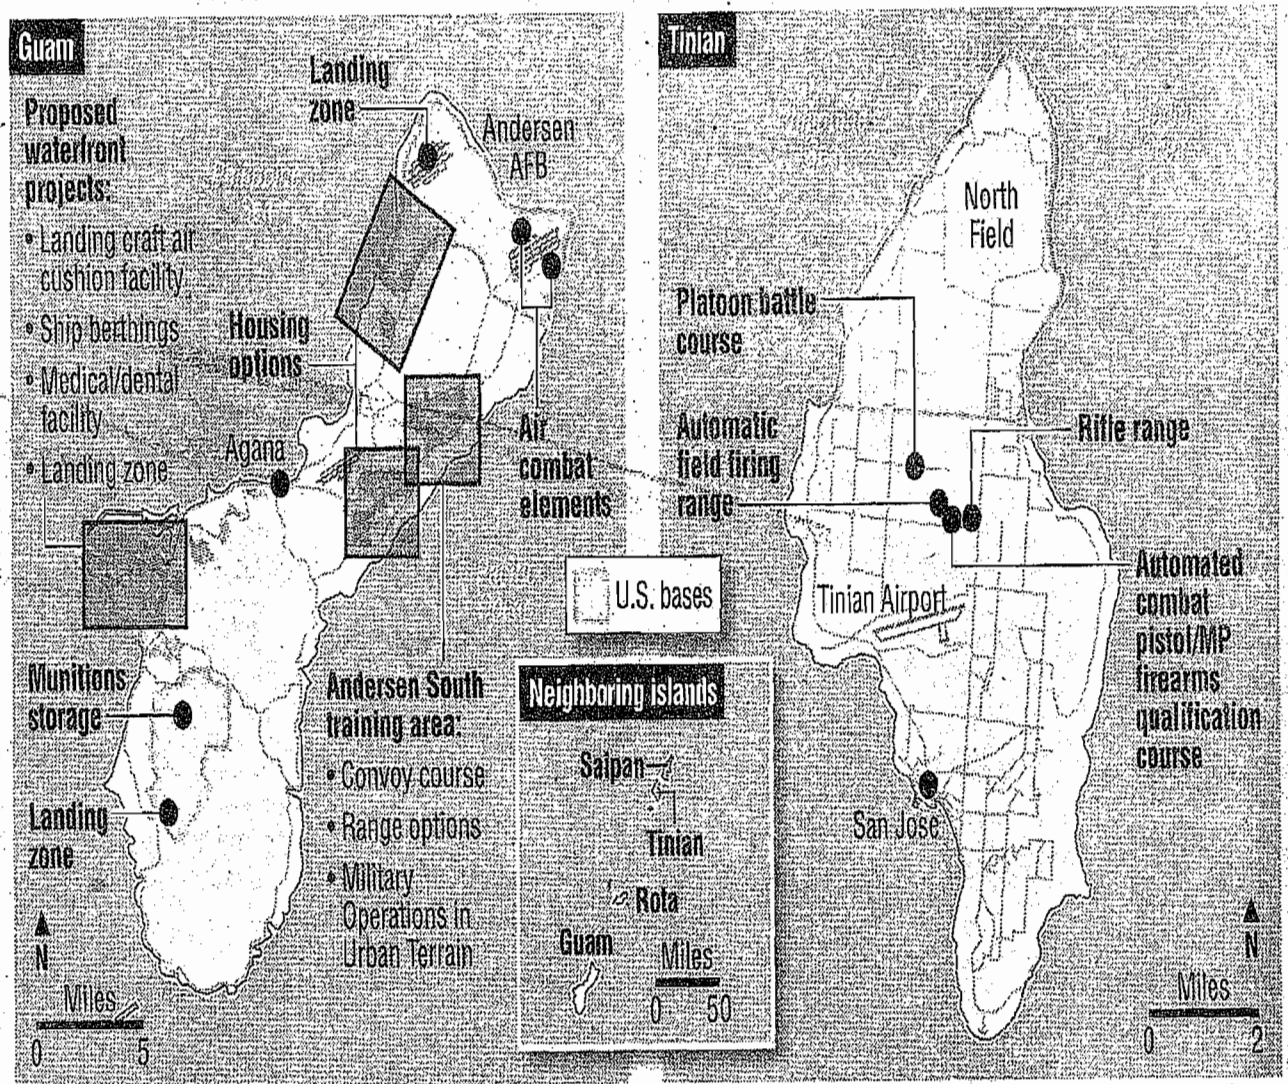 Guam
Landing
zone
Proposed
waterfront
projects:
• Landing craft air
cushion facility
• Ship berthings
• Medical/dental
facility
• Landing zone
Andersen
AFB
Housing
options
Agana
Air
combat
elements
Munitions
storage
Landing
zone
Andersen South
training area:
• Convoy course
• Range options
• Military
Operations in
Urban Terrain
N
Miles
0 5
U.S. bases
Neighboring islands
Saipan
Tinian
Rota
Guam
Miles
0 50
Tinian
North
Field
Platoon battle
course
Automatic
field firing
range
Rifle range
Tinian Airport
Automated
combat
pistol/MP
firearms
qualification
course
San Jose
N
Miles
0 2